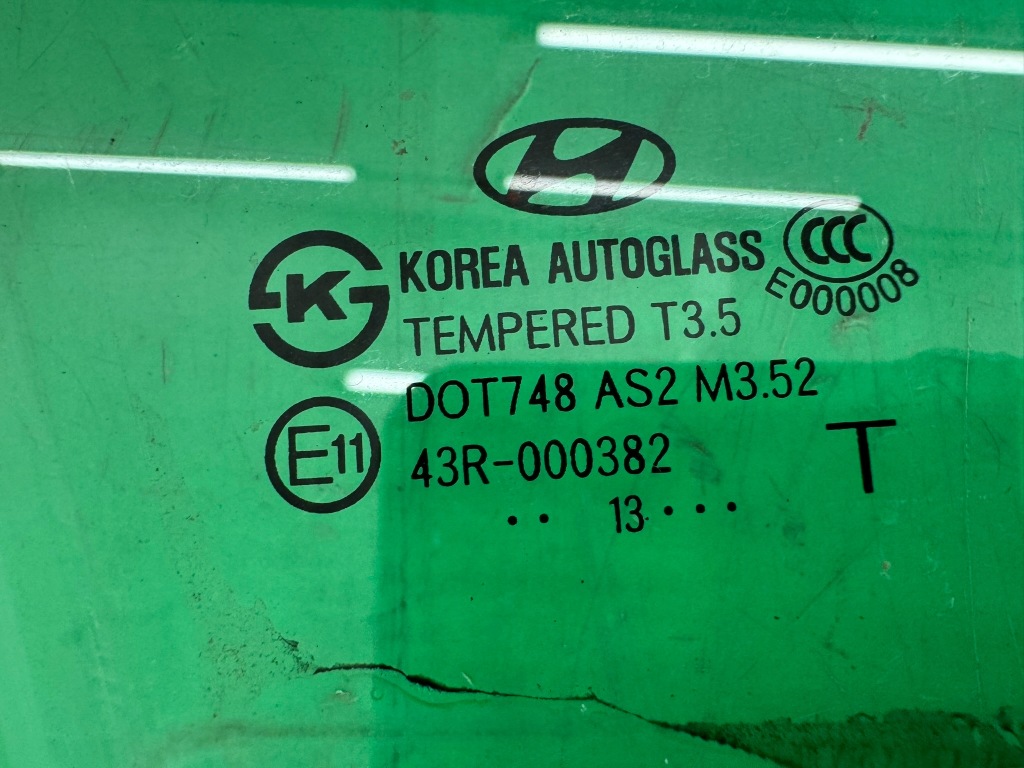 CCC
E000008
K
KOREA AUTOGLASS
TEMPERED T3.5
DOT748 AS2 M3.52
E11
43R-000382
T
•• 13 •••